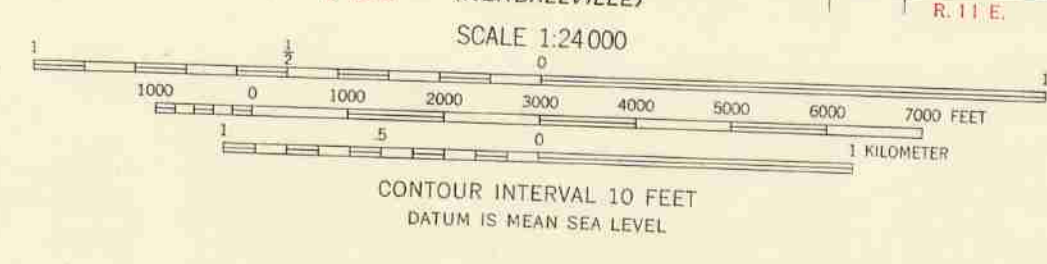 R. 11 E.
SCALE 1:24 000
1 ½ 0 1
1000 0 1000 2000 3000 4000 5000 6000 7000 FEET
1 .5 0 1 KILOMETER
CONTOUR INTERVAL 10 FEET
DATUM IS MEAN SEA LEVEL